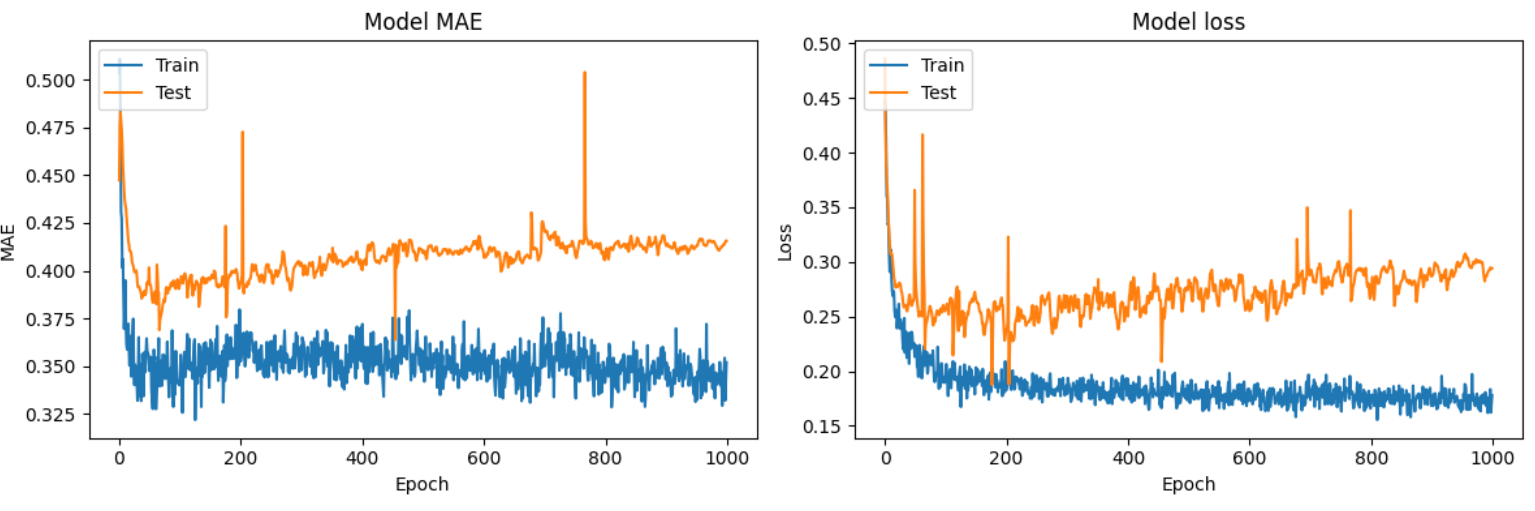 Model MAE
Train
Test
0.500
0.475
0.450
0.425
0.400
0.375
0.350
0.325
MAE
0 200 400 600 800 1000
Epoch
Model loss
Train
Test
0.50
0.45
0.40
0.35
0.30
0.25
0.20
0.15
Loss
0 200 400 600 800 1000
Epoch